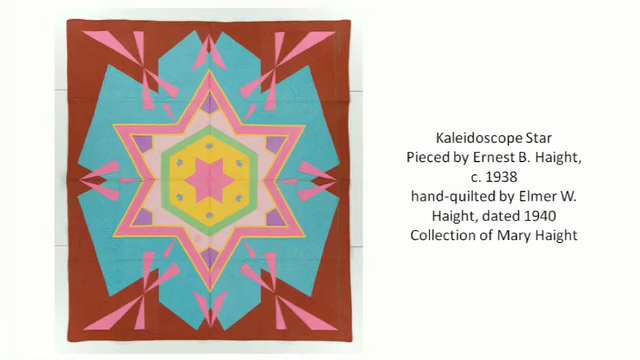 Kaleidoscope Star
Pieced by Ernest B. Haight,
c. 1938
hand-quilted by Elmer W.
Haight, dated 1940
Collection of Mary Haight